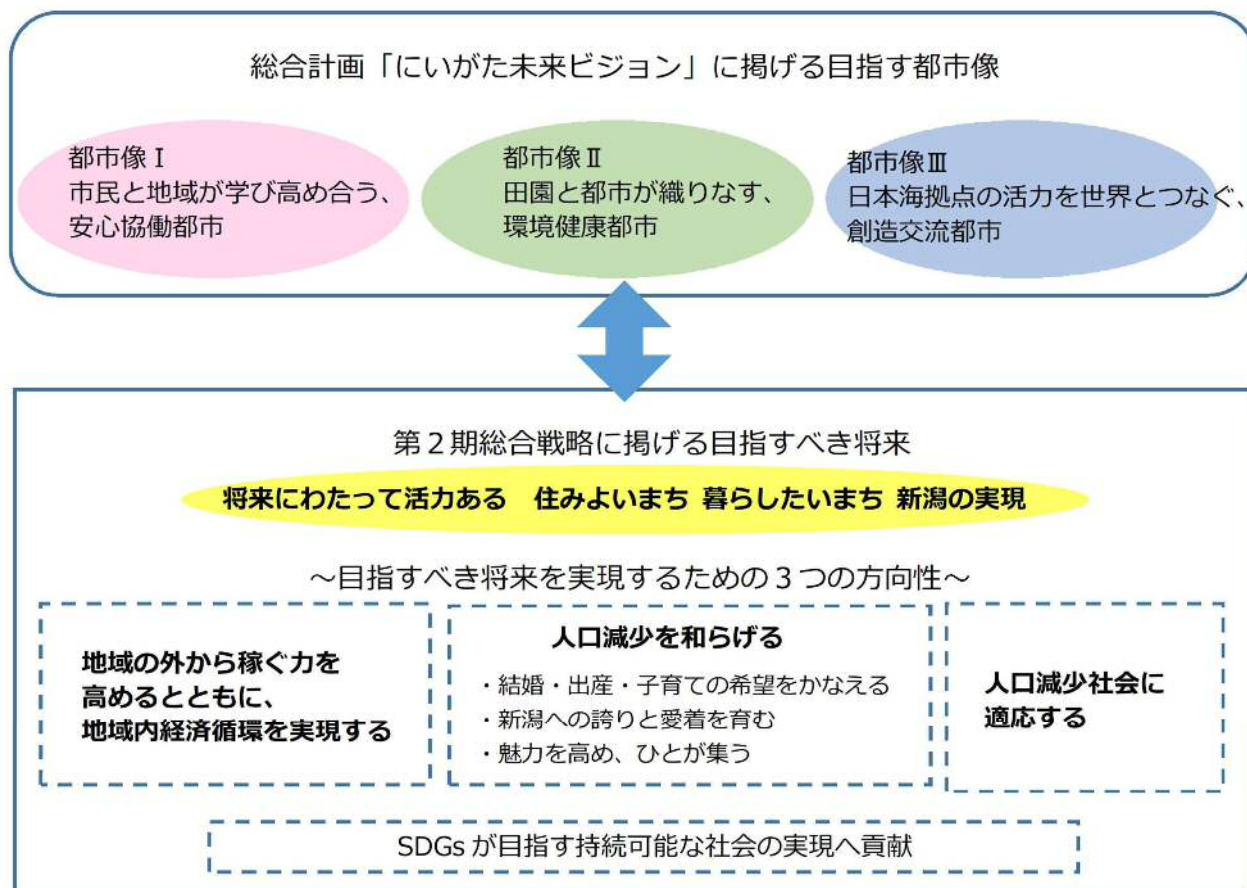 総合計画「にいがた未来ビジョン」に掲げる目指す都市像
都市像Ⅰ
市民と地域が学び高め合う、
安心協働都市
都市像Ⅱ
田園と都市が織りなす、
環境健康都市
都市像Ⅲ
日本海拠点の活力を世界とつなぐ、
創造交流都市
第２期総合戦略に掲げる目指すべき将来
将来にわたって活力ある　住みよいまち 暮らしたいまち 新潟の実現
～目指すべき将来を実現するための３つの方向性～
地域の外から稼ぐ力を
高めるとともに、
地域内経済循環を実現する
人口減少を和らげる
・結婚・出産・子育ての希望をかなえる
・新潟への誇りと愛着を育む
・魅力を高め、ひとが集う
人口減少社会に
適応する
SDGs が目指す持続可能な社会の実現へ貢献